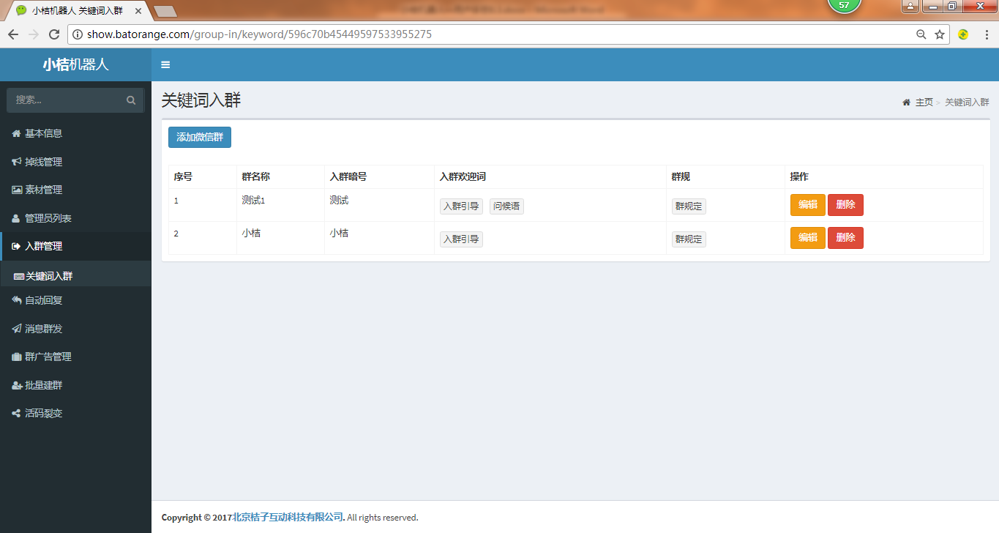 小桔机器人 关键词入群
57
show.batorange.com/group-in/keyword/596c70b45449597533955275
小桔机器人
搜索...
基本信息
掉线管理
素材管理
管理员列表
入群管理
关键词入群
自动回复
消息群发
群广告管理
批量建群
活码裂变
关键词入群
主页 > 关键词入群
添加微信群
序号 群名称 入群暗号 入群欢迎词 群规 操作
1 测试1 测试 入群引导 问候语 群规定 编辑 删除
2 小桔 小桔 入群引导 群规定 编辑 删除
Copyright © 2017北京桔子互动科技有限公司. All rights reserved.